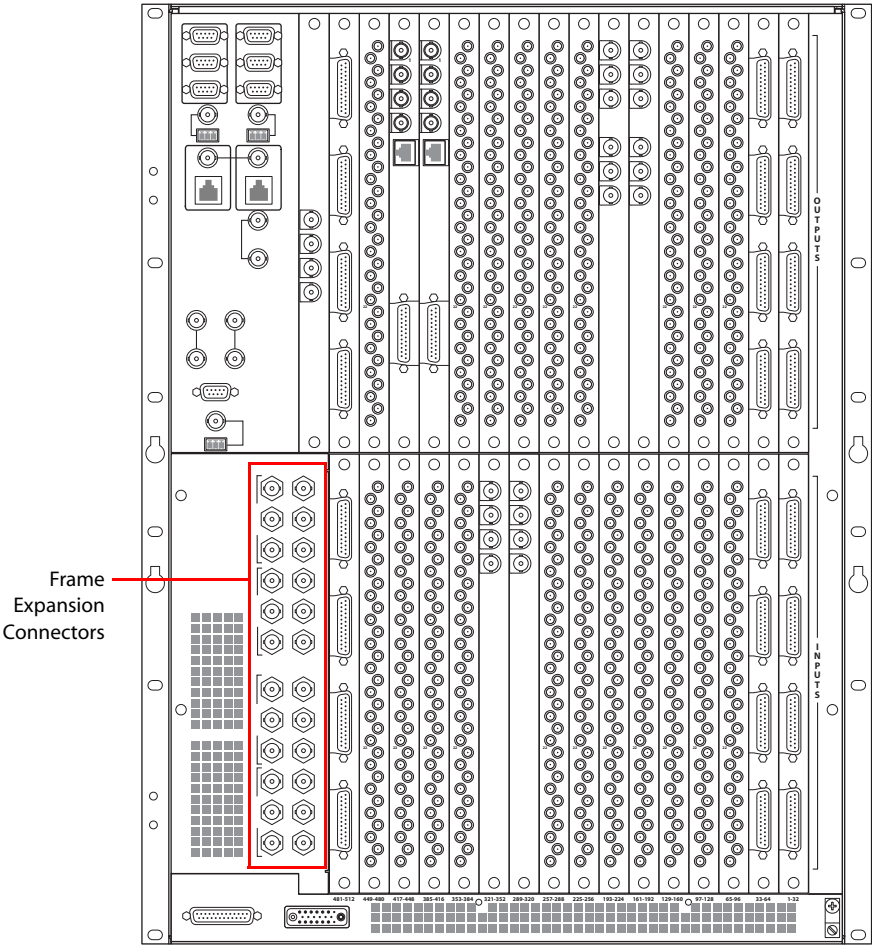 OUTPUTS
Frame
Expansion
Connectors
INPUTS
481-512 449-480 417-448 385-416 353-384 321-352 289-320 257-288 225-256 193-224 161-192 129-160 97-128 65-96 33-64 1-32